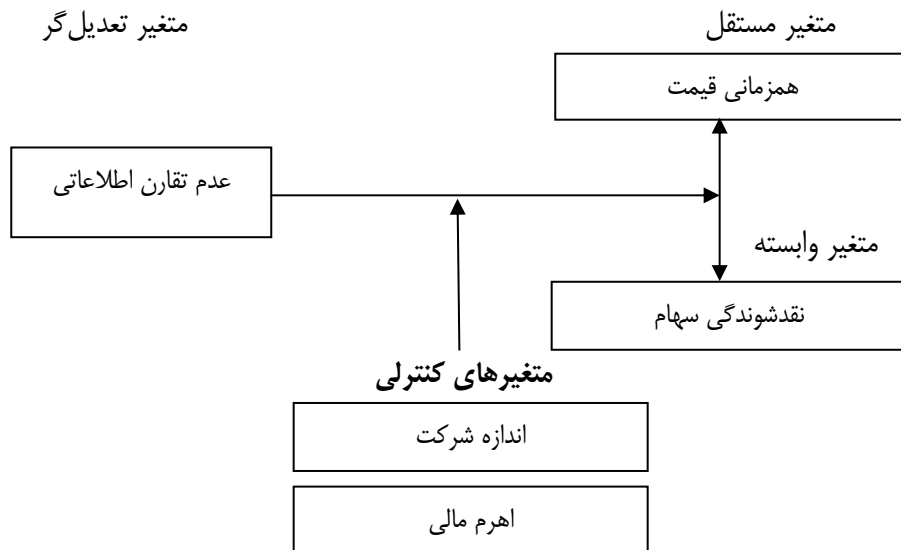 متغیر مستقل
متغیر تعدیل‌گر
همزمانی قیمت
عدم تقارن اطلاعاتی
متغیر وابسته
نقدشوندگی سهام
متغیرهای کنترلی
اندازه شرکت
اهرم مالی